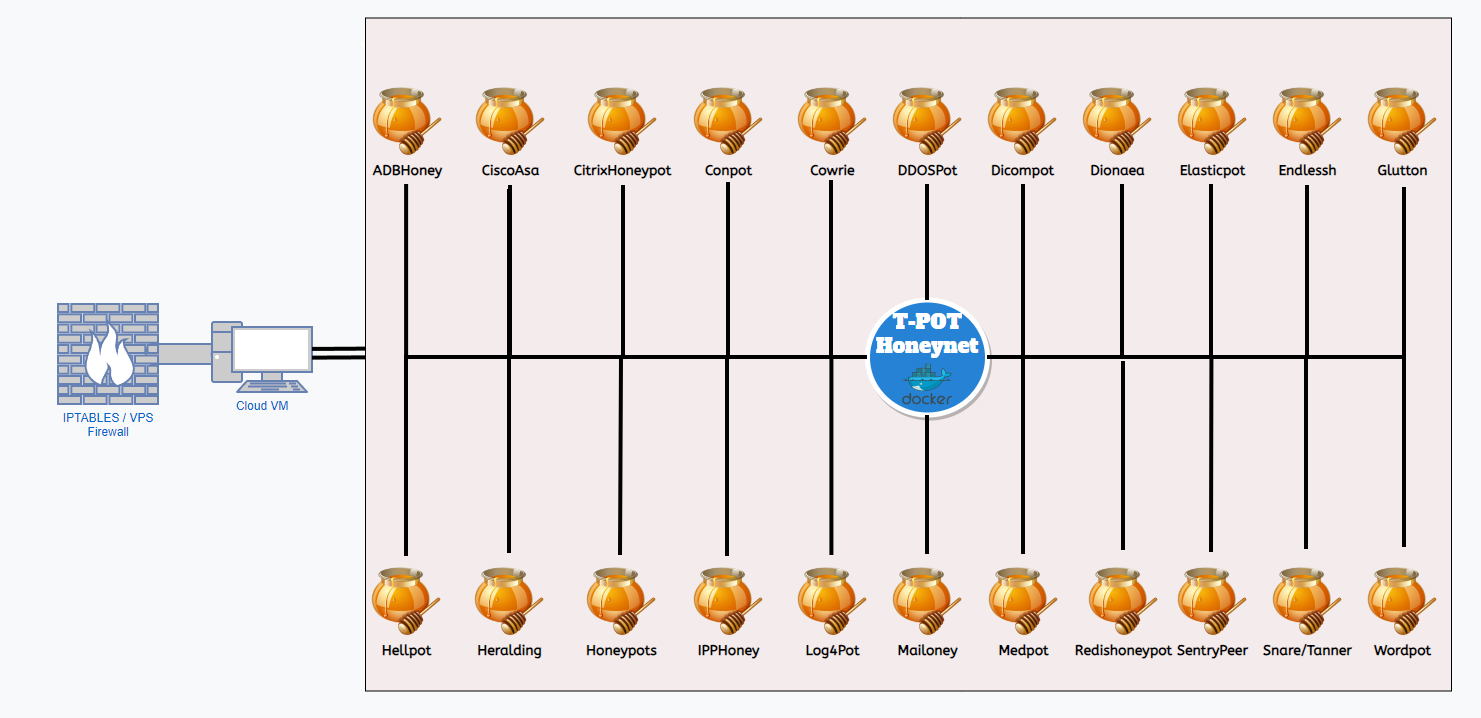 ADBHoney
CiscoAsa
CitrixHoneypot
Conpot
Cowrie
DDOSPot
Dicompot
Dionaea
Elasticpot
Endlessh
Glutton
T-POT
Honeynet
docker
IPTABLES / VPS
Firewall
Cloud VM
Hellpot
Heralding
Honeypots
IPPHoney
Log4Pot
Mailoney
Medpot
Redishoneypot
SentryPeer
Snare/Tanner
Wordpot